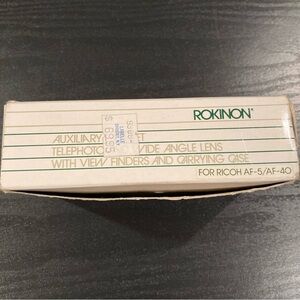 ROKINON
AUXILIARY
TELEPHOTO WIDE ANGLE LENS
WITH VIEW FINDERS AND CARRYING CASE
FOR RICOH AF-5/AF-40